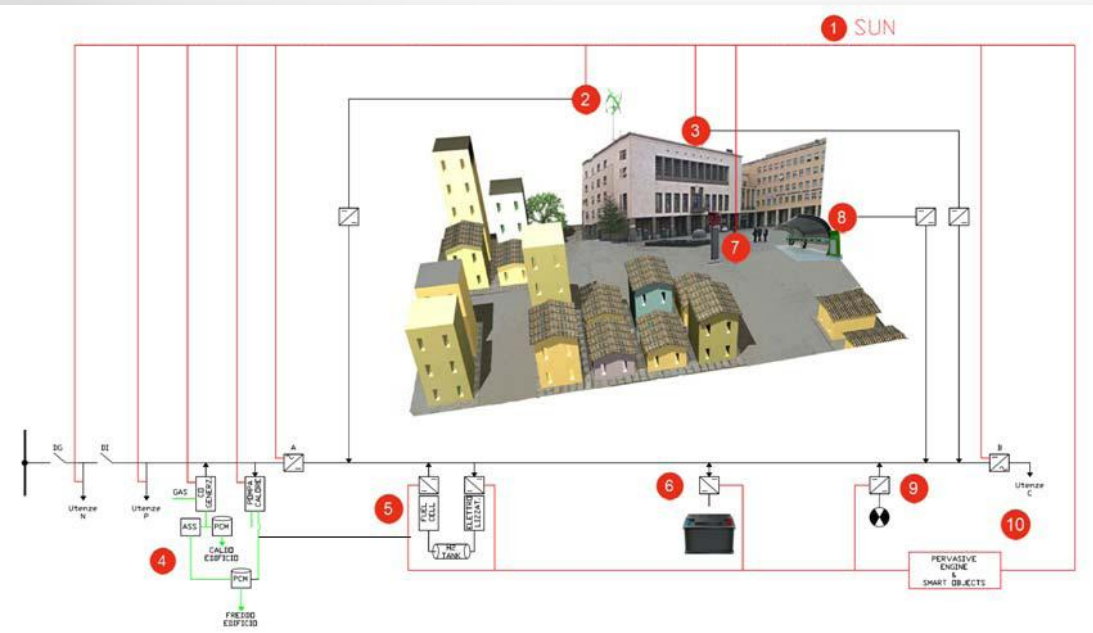 1 SUN
2
3
8
7
DG
DI
A
B
GAS
CO
GENERZ.
POMPA
CALORE
Utenze
N
Utenze
P
ASS
PCM
CALDO
EDIFICIO
4
PCM
FREDDO
EDIFICIO
5
FUEL
CELL
ELETTRO
LIZZAT.
H2
TANK
6
9
Utenze
C
10
PERVASIVE
ENGINE
&
SMART OBJECTS